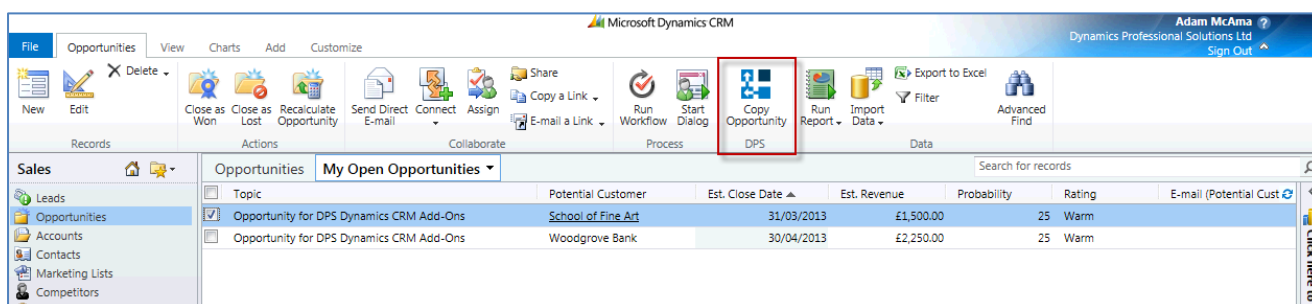 Microsoft Dynamics CRM
Adam McAma
Dynamics Professional Solutions Ltd
Sign Out
File Opportunities View Charts Add Customize
New
Edit
Delete
Records
Close as Won
Close as Lost
Recalculate Opportunity
Actions
Send Direct E-mail
Connect
Assign
Share
Copy a Link
E-mail a Link
Collaborate
Run Workflow
Start Dialog
Process
Copy Opportunity
DPS
Run Report
Import Data
Export to Excel
Filter
Advanced Find
Data
Sales
Opportunities My Open Opportunities
Search for records
Leads
Opportunities
Accounts
Contacts
Marketing Lists
Competitors
Topic Potential Customer Est. Close Date Est. Revenue Probability Rating E-mail (Potential Cust
Opportunity for DPS Dynamics CRM Add-Ons School of Fine Art 31/03/2013 £1,500.00 25 Warm
Opportunity for DPS Dynamics CRM Add-Ons Woodgrove Bank 30/04/2013 £2,250.00 25 Warm
Click here to